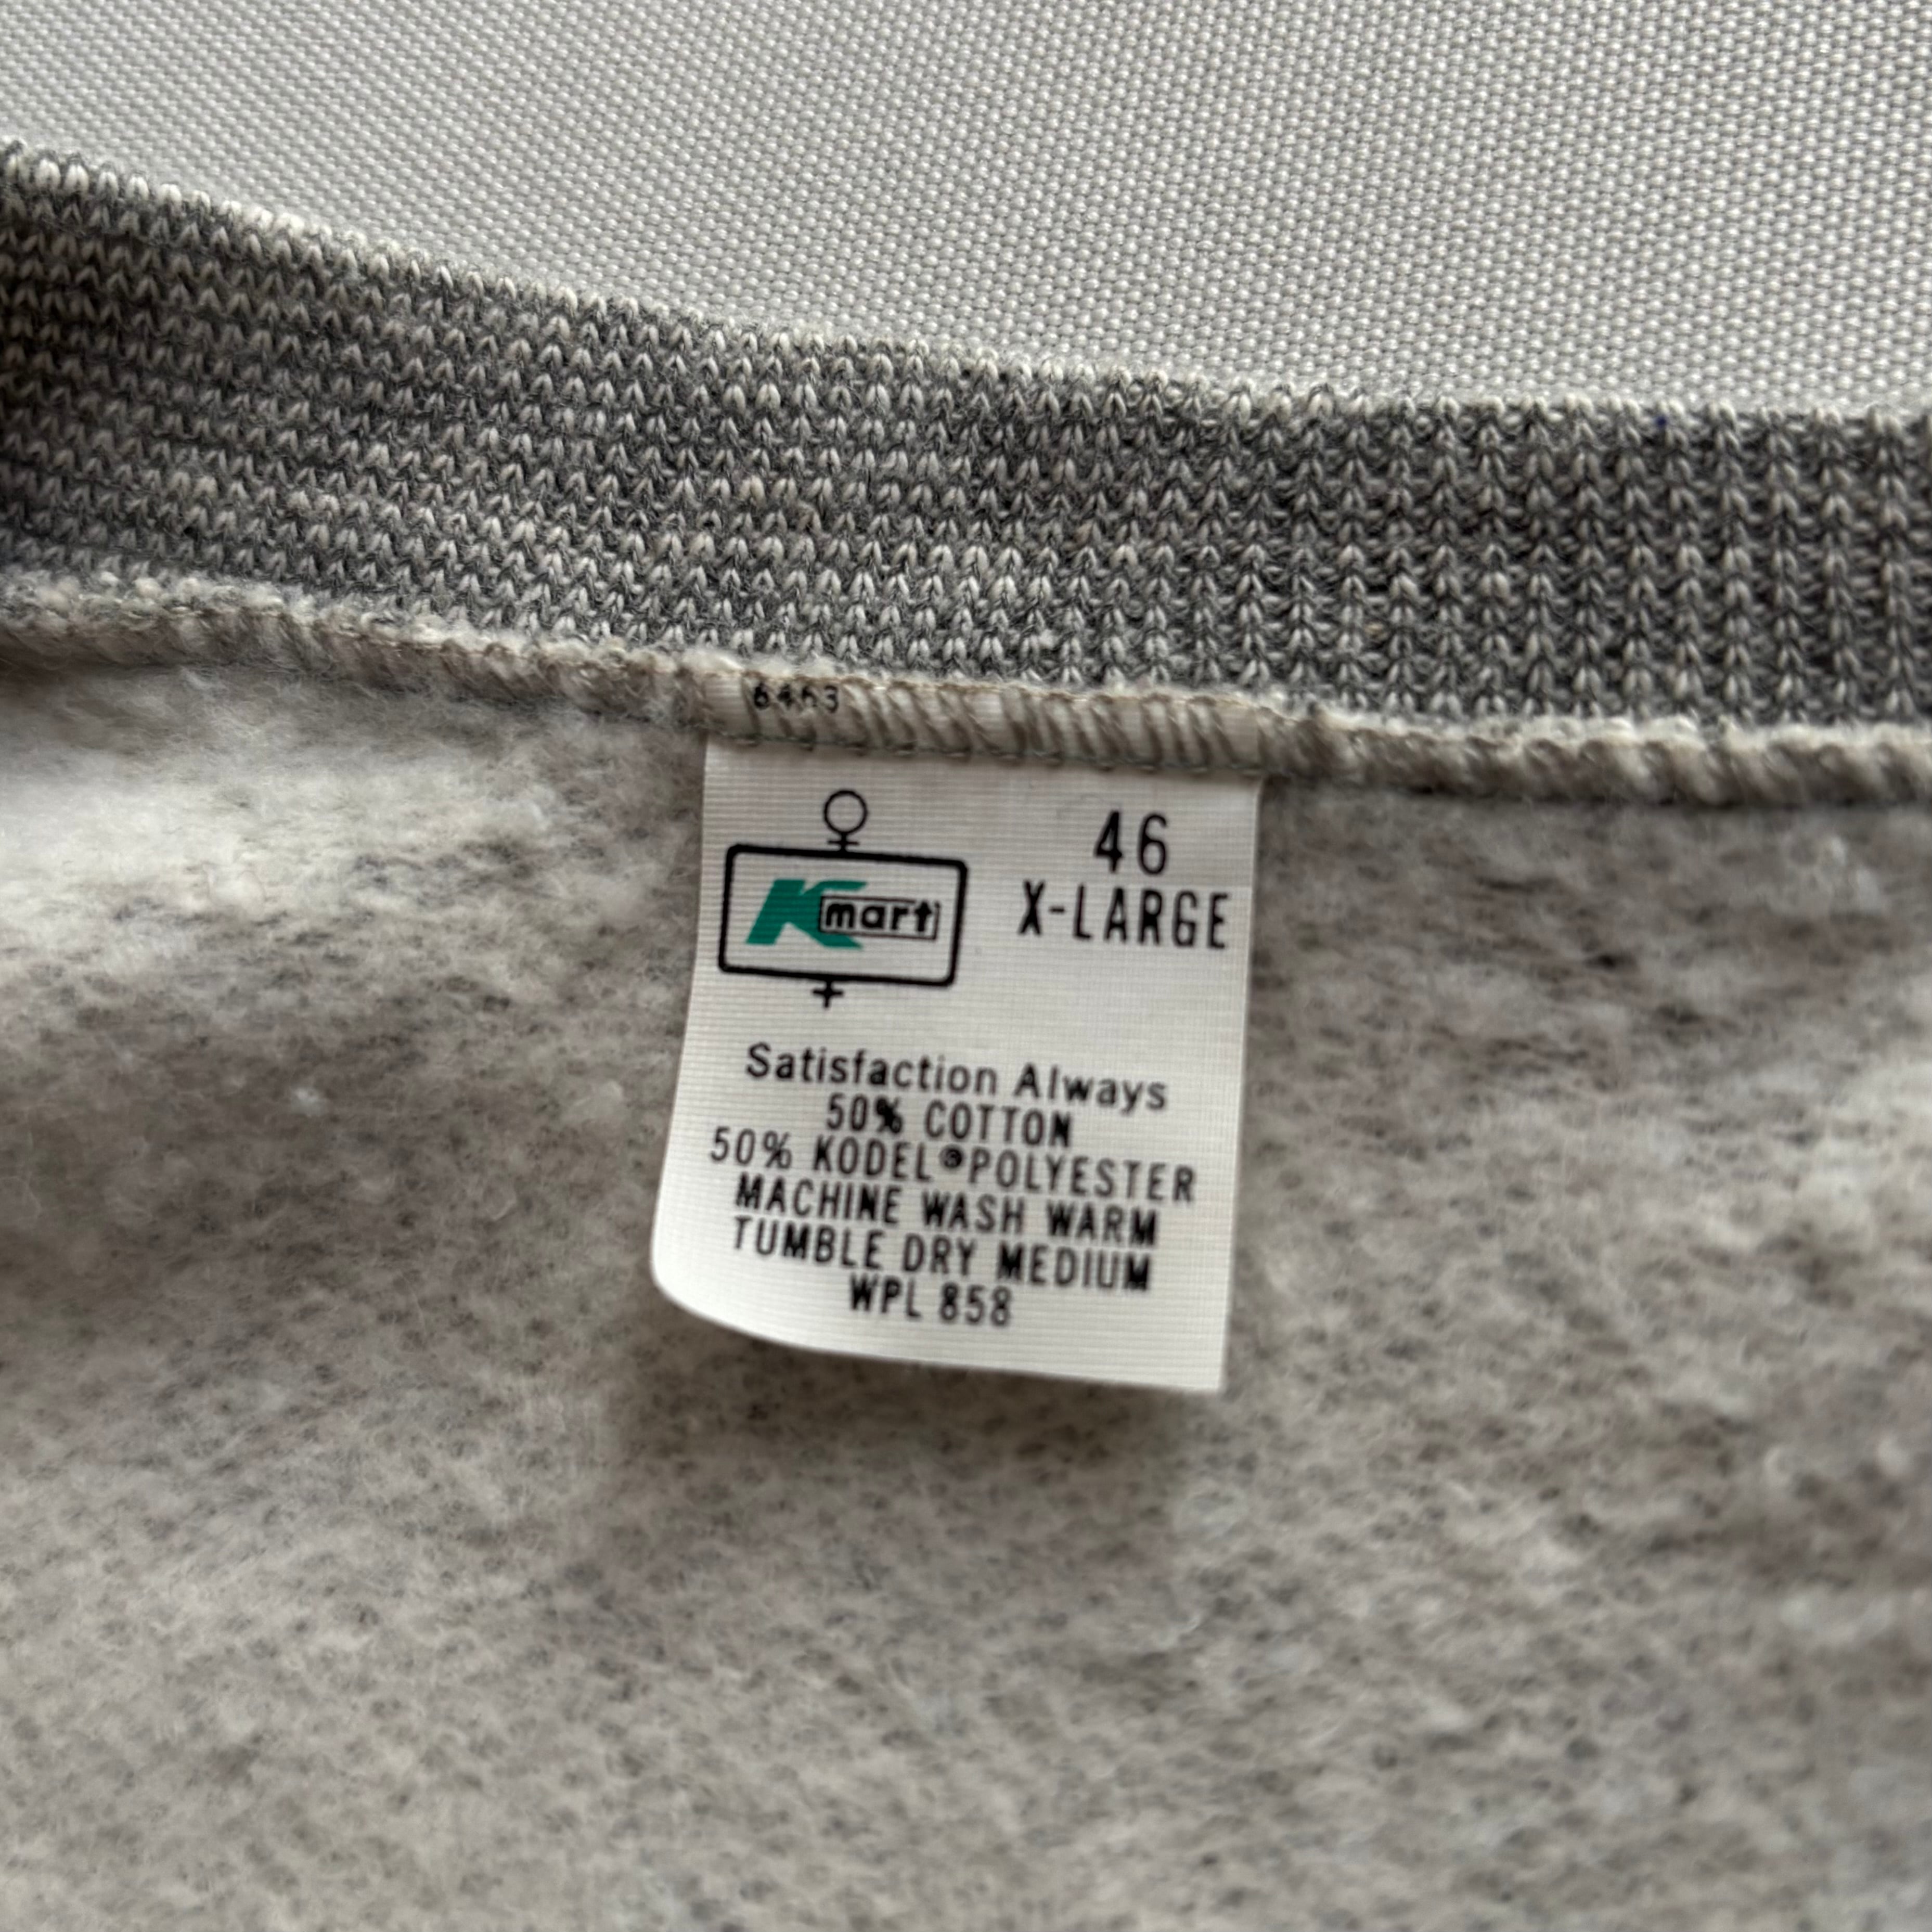 6463
Kmart
46
X-LARGE
Satisfaction Always
50% COTTON
50% KODEL®POLYESTER
MACHINE WASH WARM
TUMBLE DRY MEDIUM
WPL 858